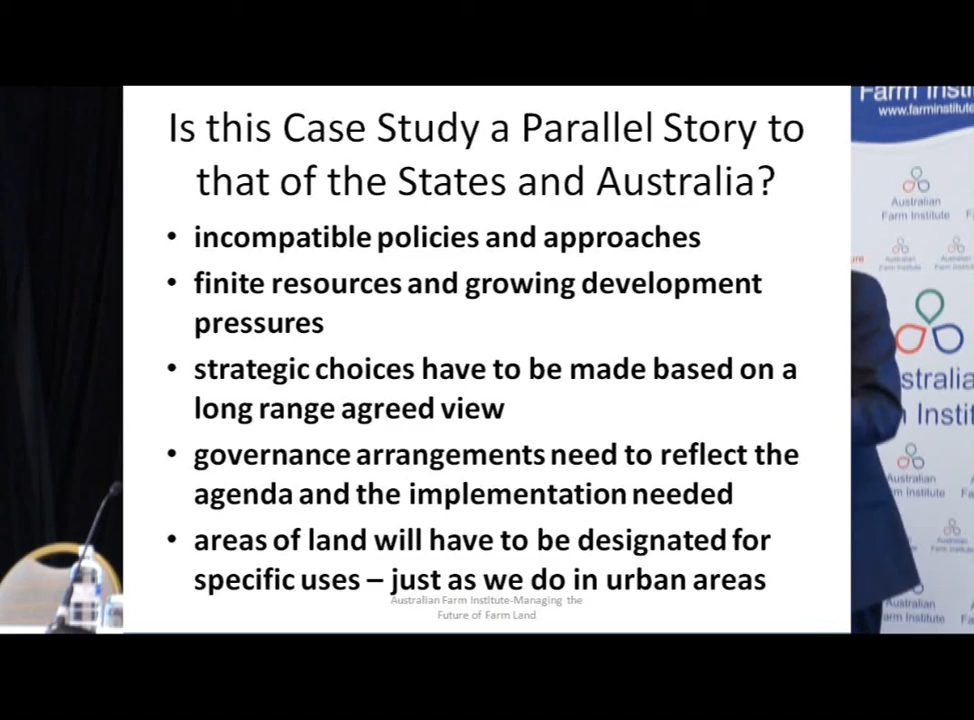 Is this Case Study a Parallel Story to
that of the States and Australia?
• incompatible policies and approaches
• finite resources and growing development
pressures
• strategic choices have to be made based on a
long range agreed view
• governance arrangements need to reflect the
agenda and the implementation needed
• areas of land will have to be designated for
specific uses – just as we do in urban areas
Australian Farm Institute-Managing the
Future of Farm Land
Farm Insti
www.farminstitute
Australian
Farm Institute
stralia
Institut
Australian
arm Institute